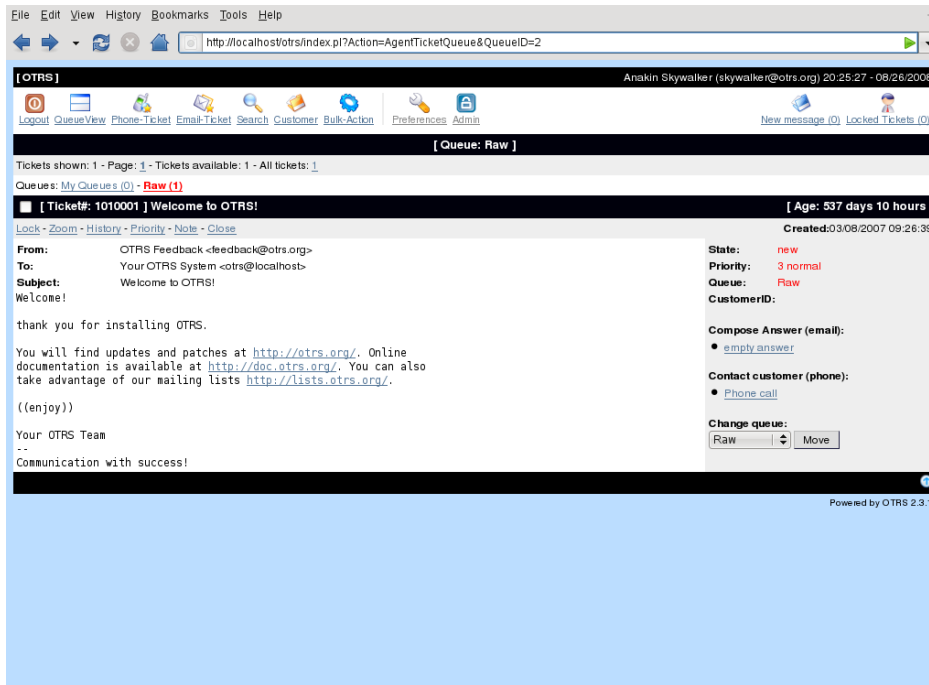 File Edit View History Bookmarks Tools Help
http://localhost/otrs/index.pl?Action=AgentTicketQueue&QueueID=2
[ OTRS ] Anakin Skywalker (skywalker@otrs.org) 20:25:27 - 08/26/2008
Logout QueueView Phone-Ticket Email-Ticket Search Customer Bulk-Action Preferences Admin New message (0) Locked Tickets (0)
[ Queue: Raw ]
Tickets shown: 1 - Page: 1 - Tickets available: 1 - All tickets: 1
Queues: My Queues (0) - Raw (1)
[ Ticket#: 1010001 ] Welcome to OTRS! [ Age: 537 days 10 hours
Lock - Zoom - History - Priority - Note - Close Created:03/08/2007 09:26:39
From: OTRS Feedback <feedback@otrs.org>
To: Your OTRS System <otrs@localhost>
Subject: Welcome to OTRS!
Welcome!
thank you for installing OTRS.
You will find updates and patches at http://otrs.org/. Online
documentation is available at http://doc.otrs.org/. You can also
take advantage of our mailing lists http://lists.otrs.org/.
((enjoy))
Your OTRS Team
--
Communication with success!
State: new
Priority: 3 normal
Queue: Raw
CustomerID:
Compose Answer (email):
empty answer
Contact customer (phone):
Phone call
Change queue:
Raw Move
Powered by OTRS 2.3.